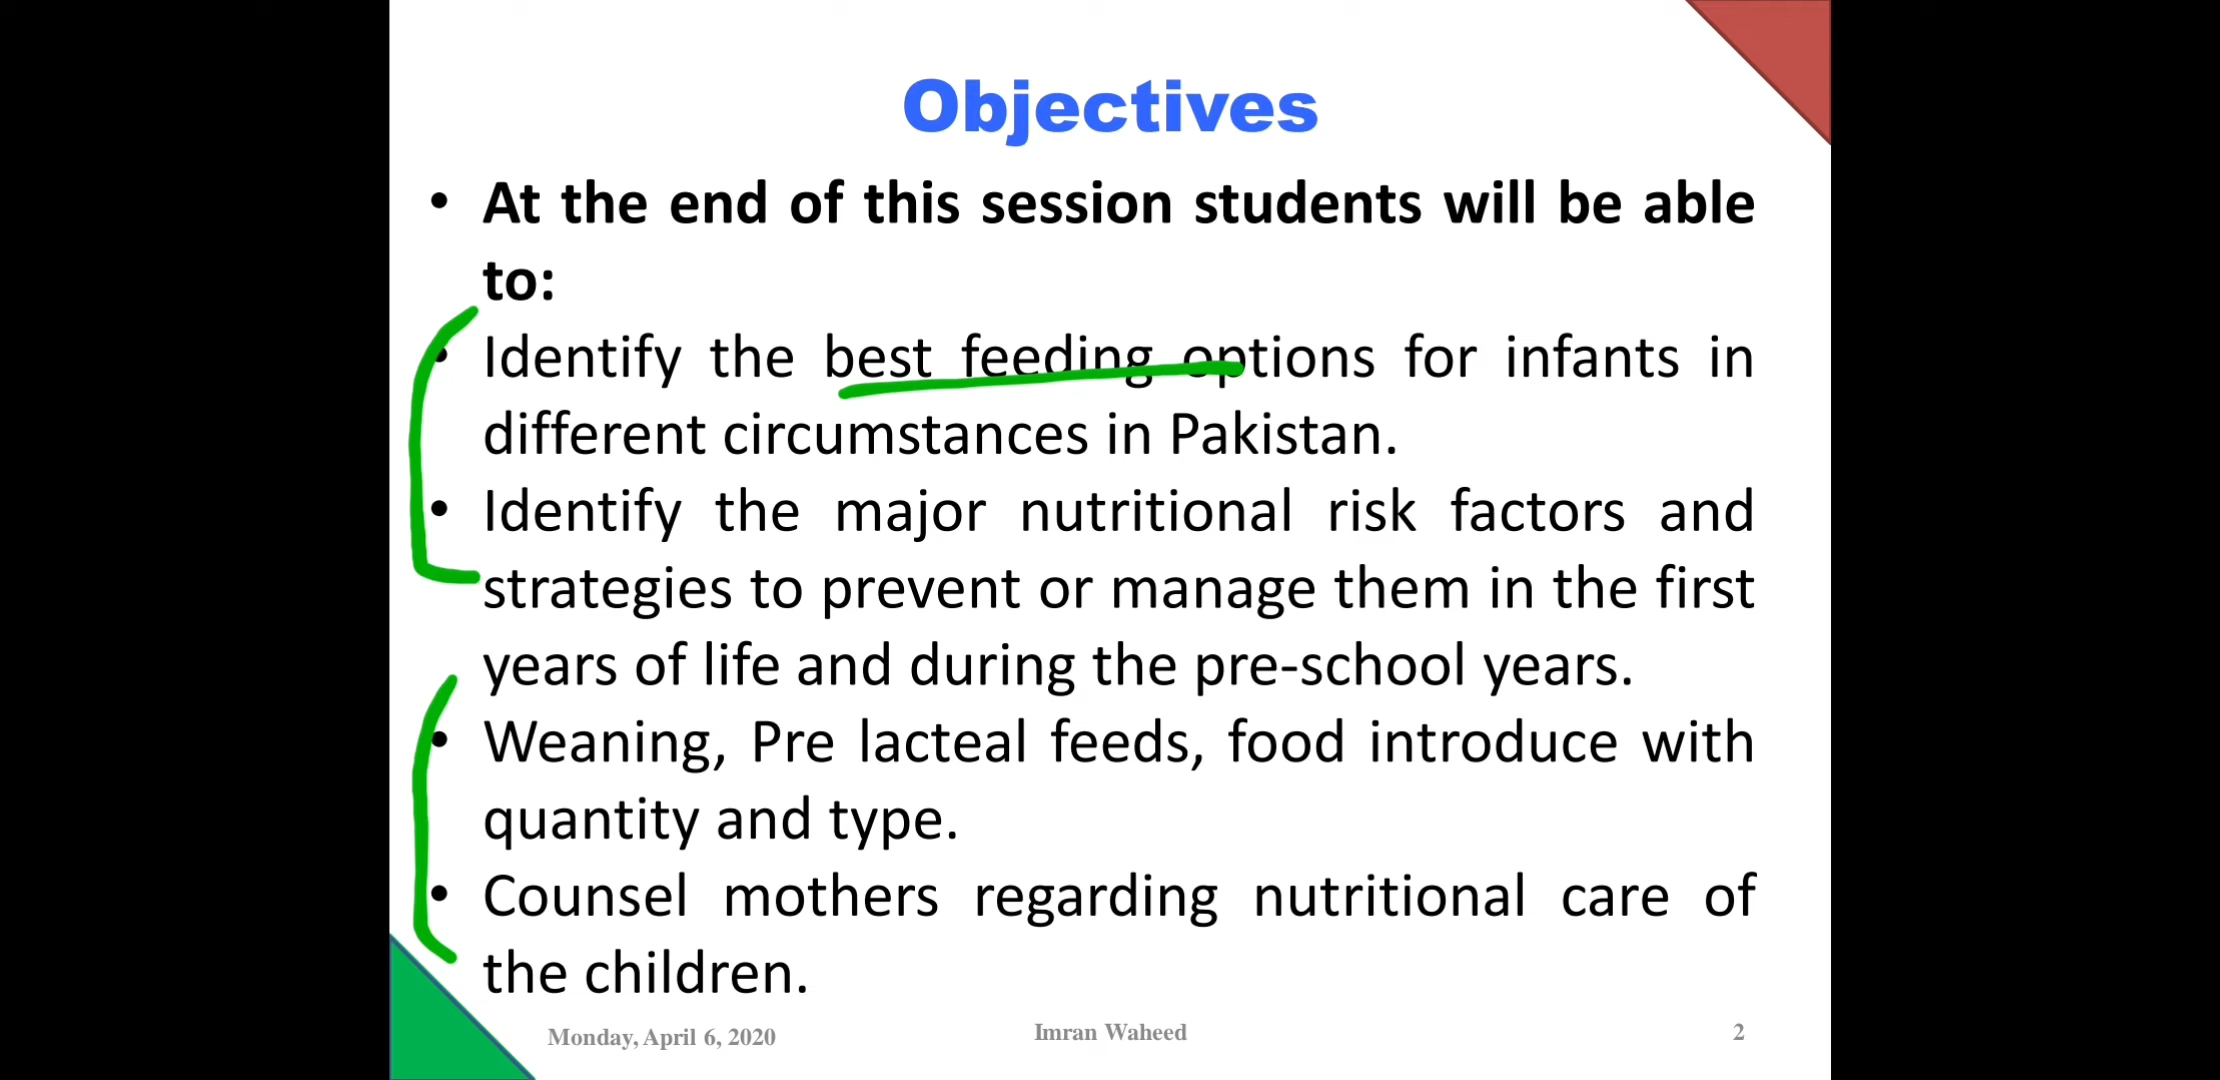 Objectives
• At the end of this session students will be able
to:
• Identify the best feeding options for infants in
different circumstances in Pakistan.
• Identify the major nutritional risk factors and
strategies to prevent or manage them in the first
years of life and during the pre-school years.
• Weaning, Pre lacteal feeds, food introduce with
quantity and type.
• Counsel mothers regarding nutritional care of
the children.
Monday, April 6, 2020
Imran Waheed
2